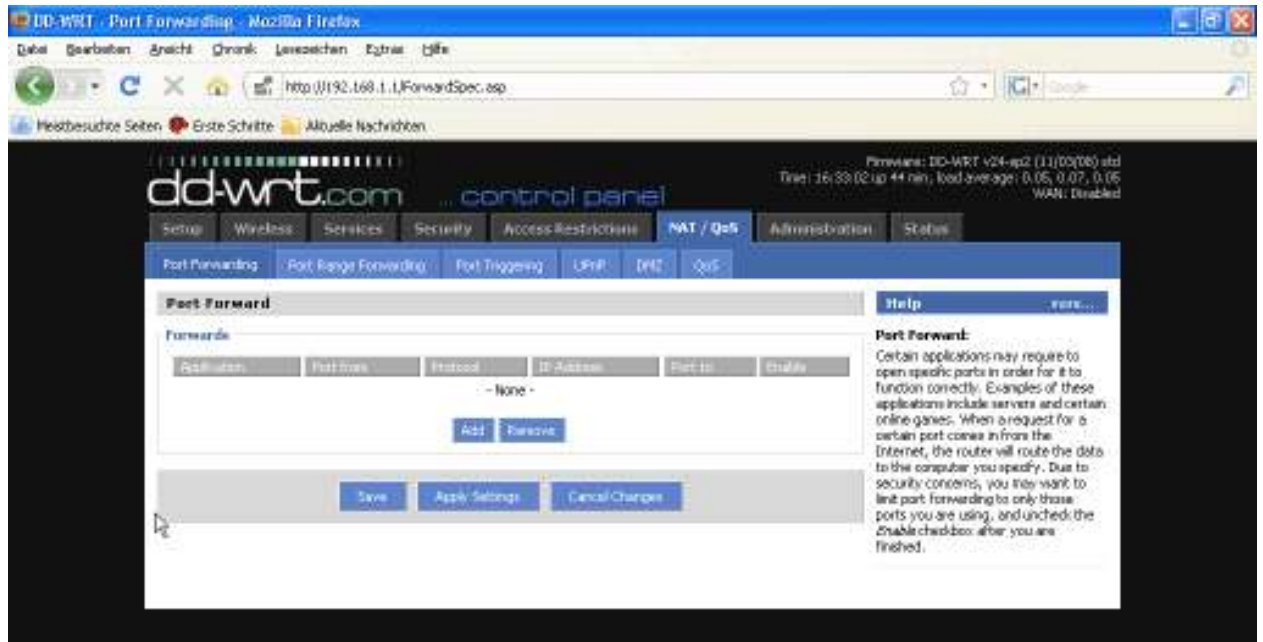 DD-WRT - Port Forwarding - Mozilla Firefox
Datei Bearbeiten Ansicht Chronik Lesezeichen Extras Hilfe
http://192.168.1.1/ForwardSpec.asp
Google
Meistbesuchte Seiten Erste Schritte Aktuelle Nachrichten
Firmware: DD-WRT v24-sp2 (11/03/08) std
Time: 16:33:02 up 44 min, load average: 0.05, 0.07, 0.05
WAN: Disabled
dd-wrt.com ... control panel
Setup Wireless Services Security Access Restrictions NAT / QoS Administration Status
Port Forwarding Port Range Forwarding Port Triggering UPnP DMZ QoS
Port Forward
Forwards
Application Port from Protocol IP Address Port to Enable
- None -
Add Remove
Save Apply Settings Cancel Changes
Help more...
Port Forward:
Certain applications may require to
open specific ports in order for it to
function correctly. Examples of these
applications include servers and certain
online games. When a request for a
certain port comes in from the
Internet, the router will route the data
to the computer you specify. Due to
security concerns, you may want to
limit port forwarding to only those
ports you are using, and uncheck the
Enable checkbox after you are
finished.